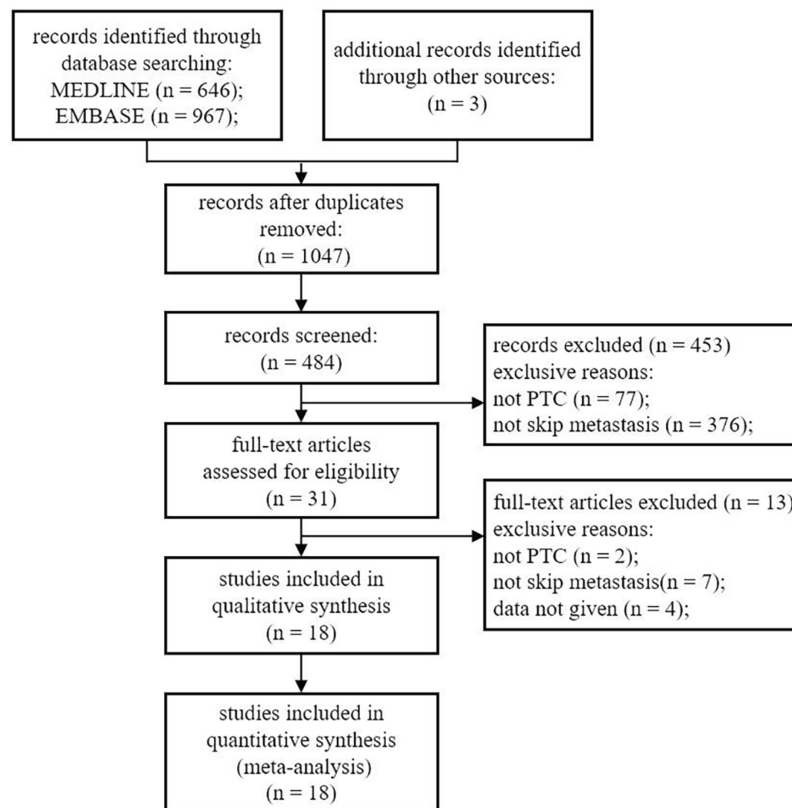 records identified through
database searching:
MEDLINE (n = 646);
EMBASE (n = 967);
additional records identified
through other sources:
(n = 3)
records after duplicates
removed:
(n = 1047)
records screened:
(n = 484)
records excluded (n = 453)
exclusive reasons:
not PTC (n = 77);
not skip metastasis (n = 376);
full-text articles
assessed for eligibility
(n = 31)
full-text articles excluded (n = 13)
exclusive reasons:
not PTC (n = 2);
not skip metastasis(n = 7);
data not given (n = 4);
studies included in
qualitative synthesis
(n = 18)
studies included in
quantitative synthesis
(meta-analysis)
(n = 18)